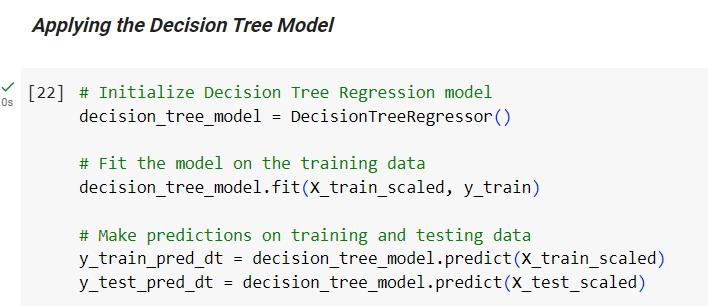 Applying the Decision Tree Model
[22] # Initialize Decision Tree Regression model
0s
decision_tree_model = DecisionTreeRegressor()
# Fit the model on the training data
decision_tree_model.fit(X_train_scaled, y_train)
# Make predictions on training and testing data
y_train_pred_dt = decision_tree_model.predict(X_train_scaled)
y_test_pred_dt = decision_tree_model.predict(X_test_scaled)